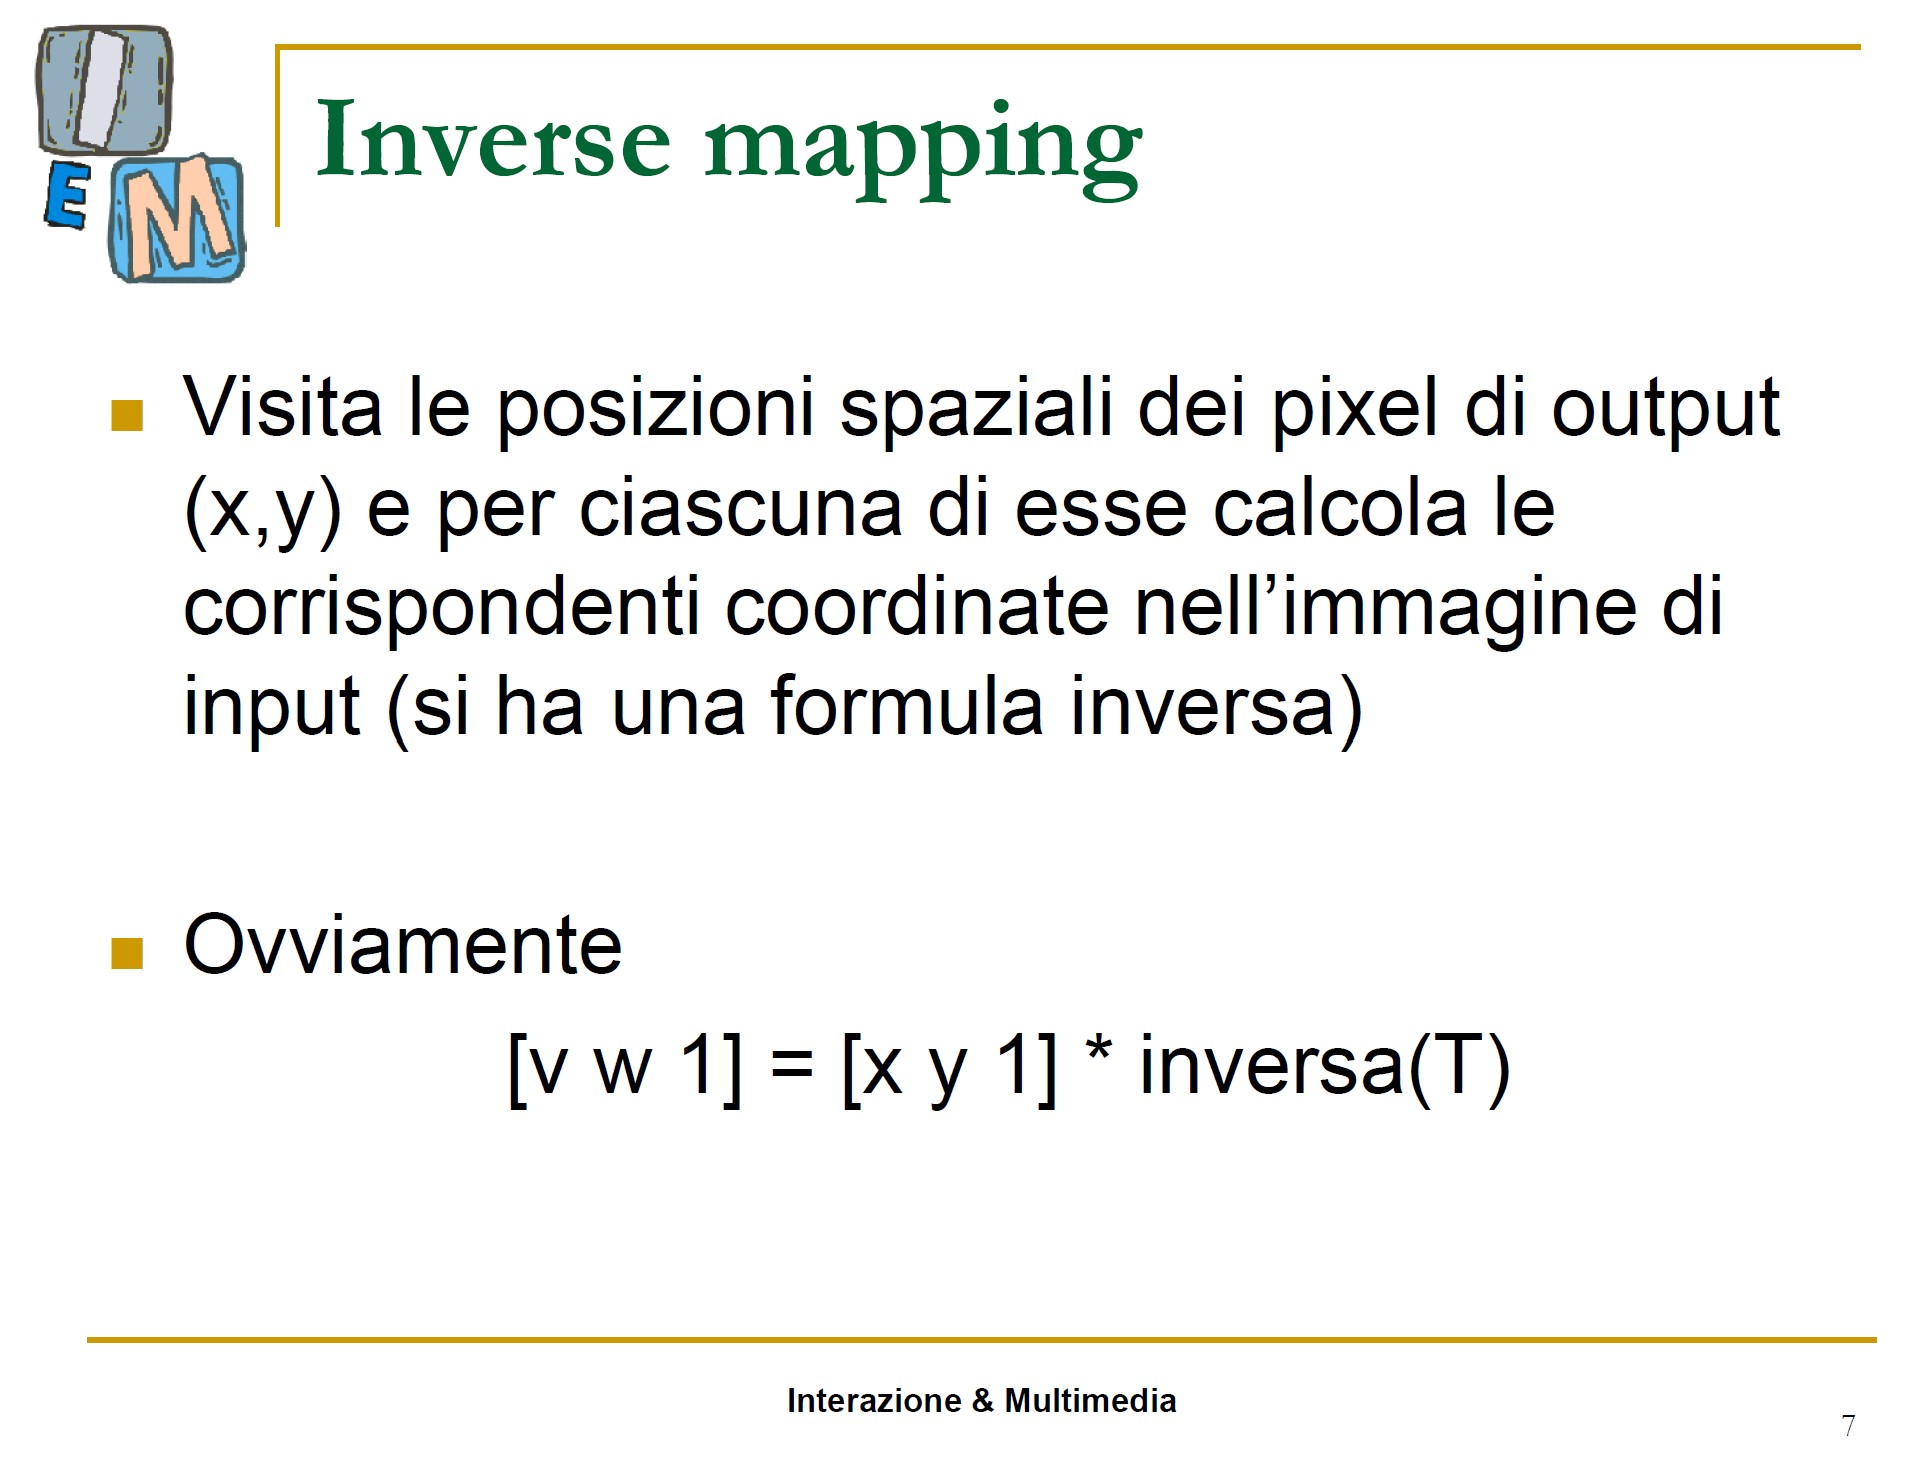 I
E
M
Inverse mapping
Visita le posizioni spaziali dei pixel di output
(x,y) e per ciascuna di esse calcola le
corrispondenti coordinate nell’immagine di
input (si ha una formula inversa)
Ovviamente
[v w 1] = [x y 1] * inversa(T)
Interazione & Multimedia
7